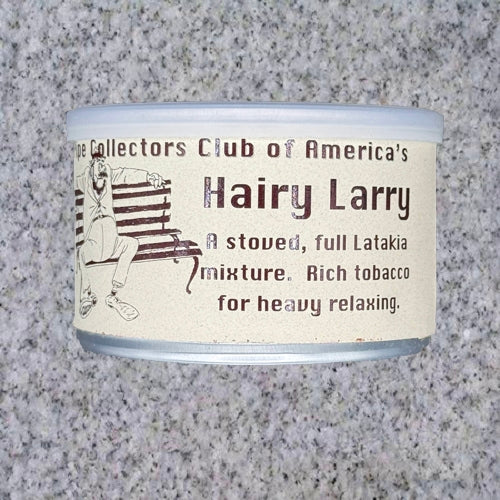 pe Collectors Club of America's
Hairy Larry
A stoved, full Latakia
mixture. Rich tobacco
for heavy relaxing.